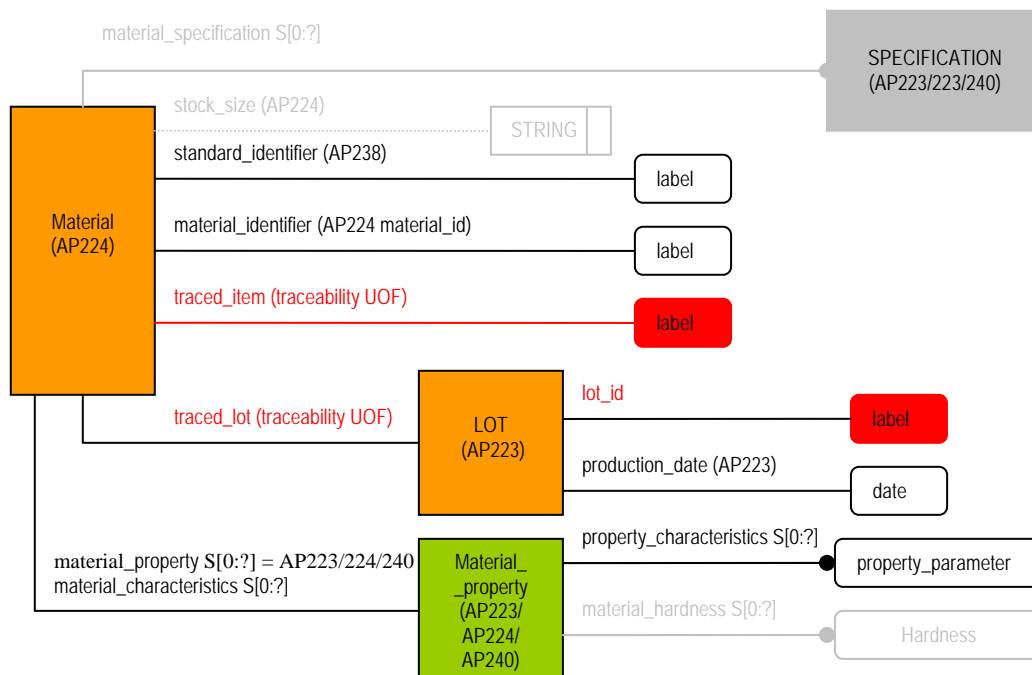 material_specification S[0:?]
SPECIFICATION
(AP223/223/240)
stock_size (AP224)
STRING
standard_identifier (AP238)
label
Material
(AP224)
material_identifier (AP224 material_id)
label
traced_item (traceability UOF)
label
traced_lot (traceability UOF)
LOT
(AP223)
lot_id
label
production_date (AP223)
date
material_property S[0:?] = AP223/224/240
material_characteristics S[0:?]
Material_
_property
(AP223/
AP224/
AP240)
property_characteristics S[0:?]
property_parameter
material_hardness S[0:?]
Hardness